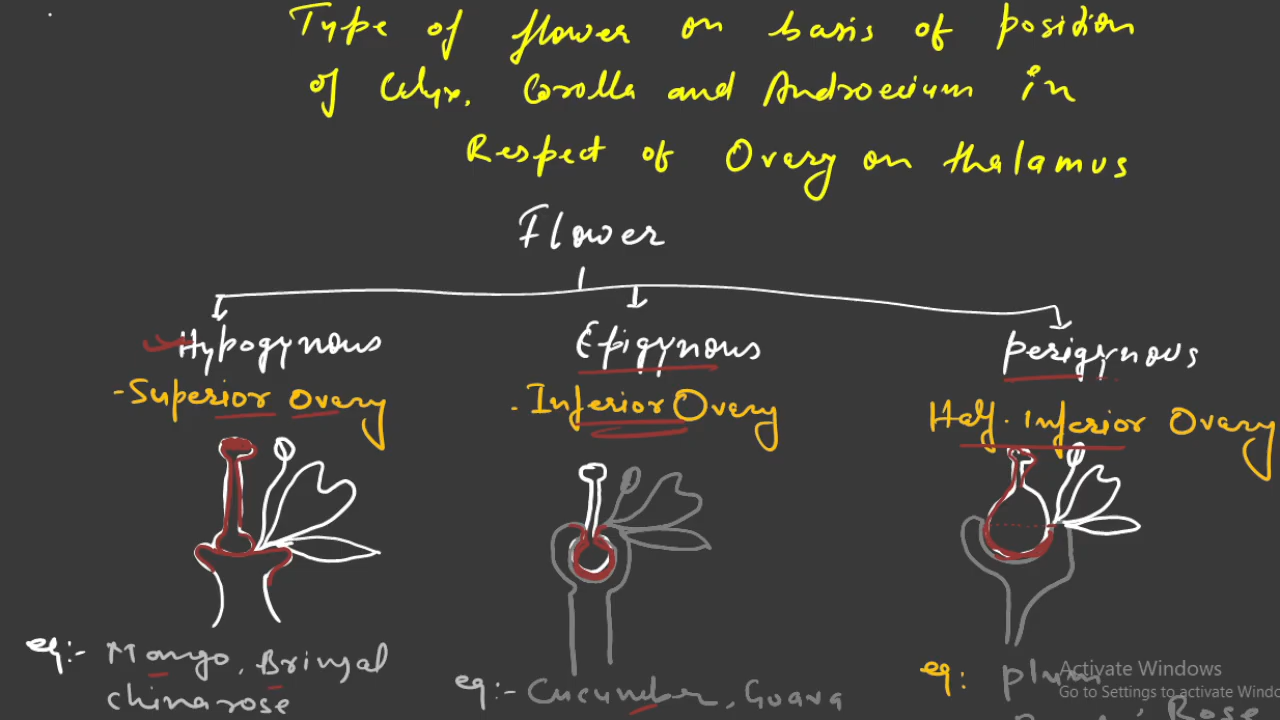 Type of flower on basis of position
of Calyx, Corolla and Androecium in
Respect of Ovary on thalamus
Flower
Hypogynous Epigynous perigynous
-Superior Ovary - Inferior Ovary Half-Inferior Ovary
eg:- Mango, Brinjal
chinarose
eg:- Cucumber, Guava
eg: plum
Rose
Activate Windows
Go to Settings to activate Windo